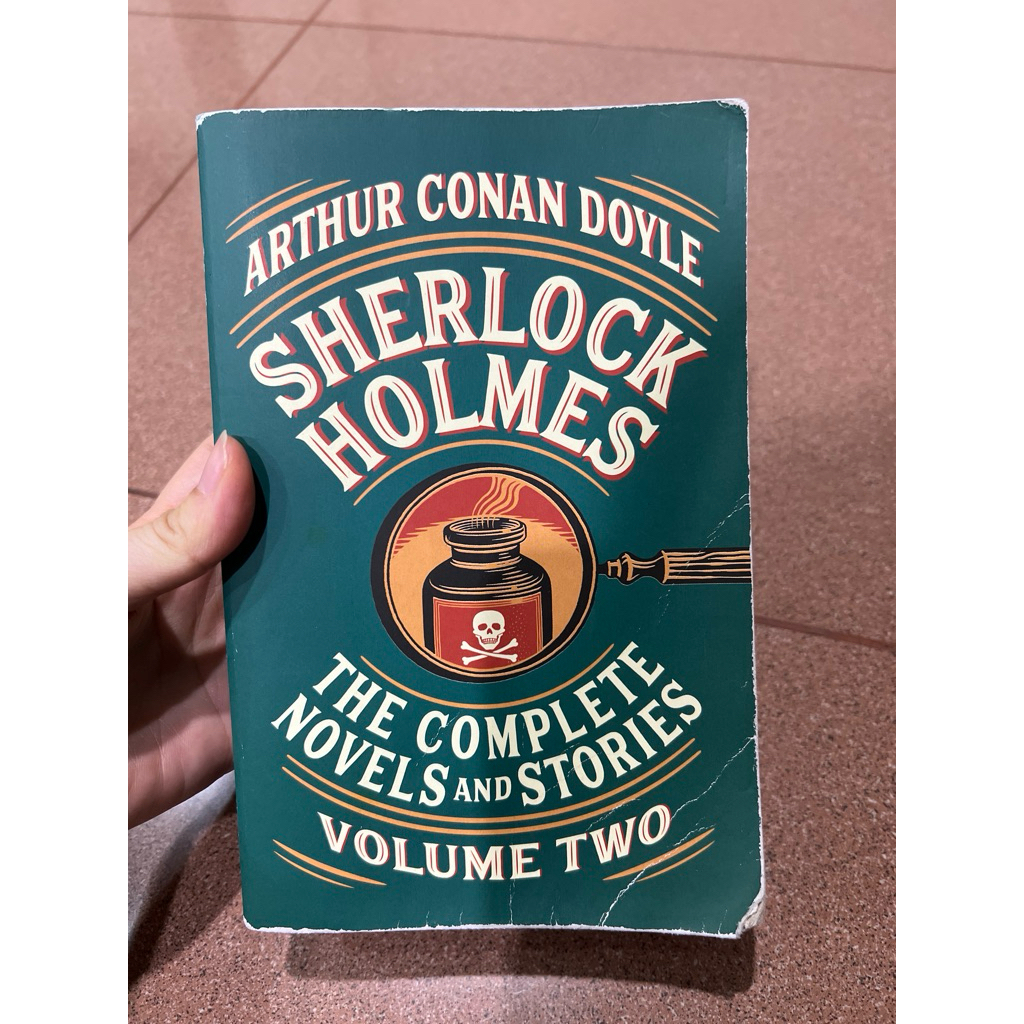 ARTHUR CONAN DOYLE
SHERLOCK
HOLMES
THE COMPLETE
NOVELS AND STORIES
VOLUME TWO